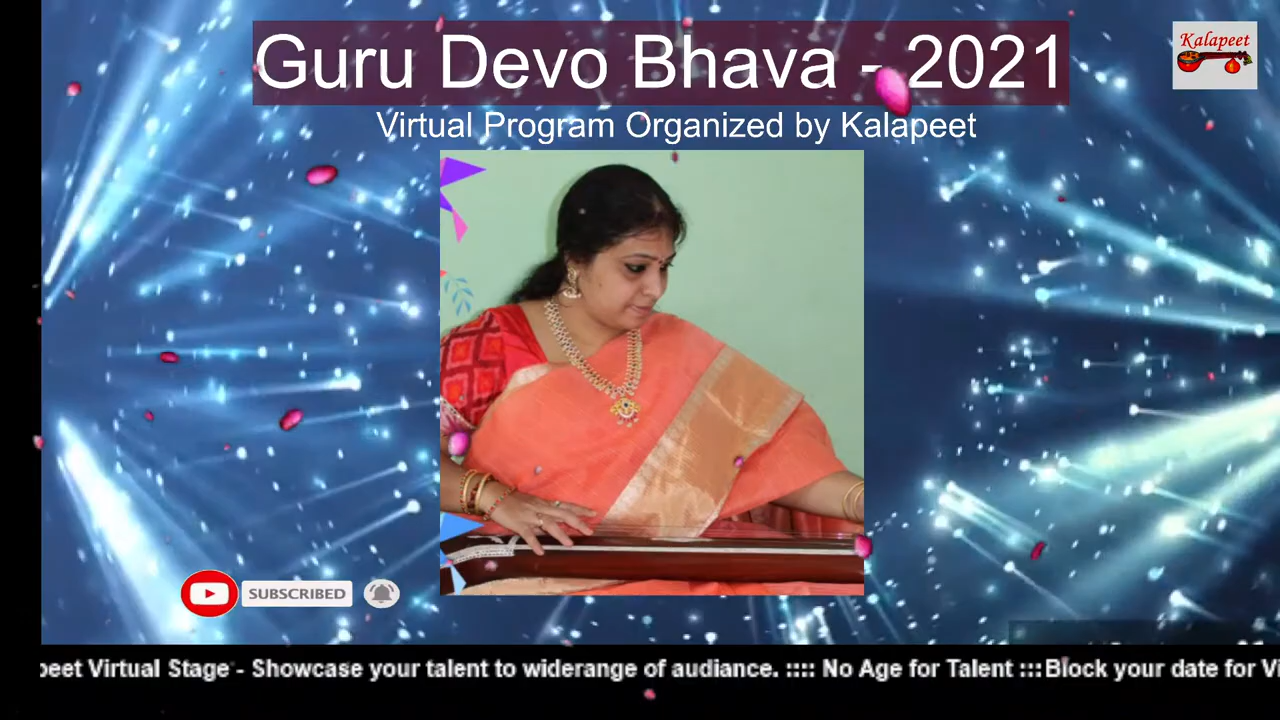 Guru Devo Bhava - 2021
Kalapeet
Virtual Program Organized by Kalapeet
SUBSCRIBED
peet Virtual Stage - Showcase your talent to widerange of audiance. :::: No Age for Talent :::Block your date for Vi